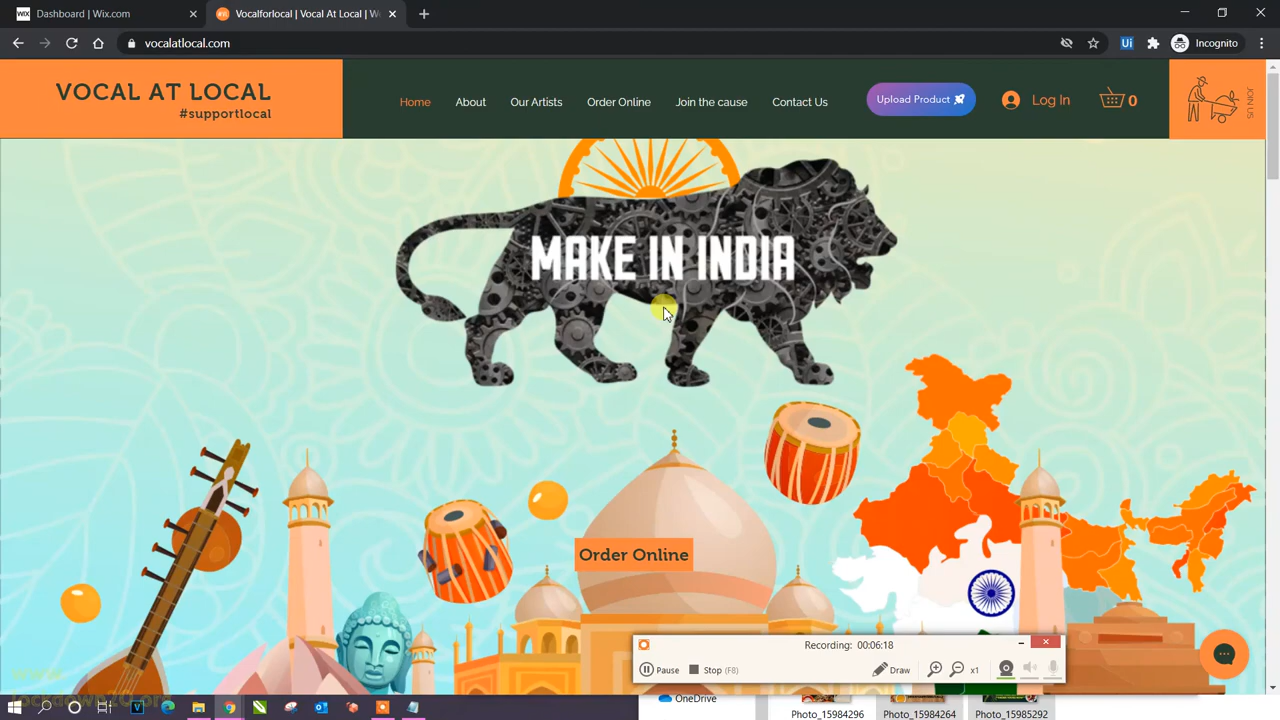 Dashboard | Wix.com
Vocalforlocal | Vocal At Local | W
vocalatlocal.com
Incognito
VOCAL AT LOCAL
#supportlocal
Home
About
Our Artists
Order Online
Join the cause
Contact Us
Upload Product
Log In
0
JOIN US
MAKE IN INDIA
Order Online
Recording: 00:06:18
Pause
Stop (F8)
Draw
x1
OneDrive
Photo_15984296
Photo_15984264
Photo_15985292